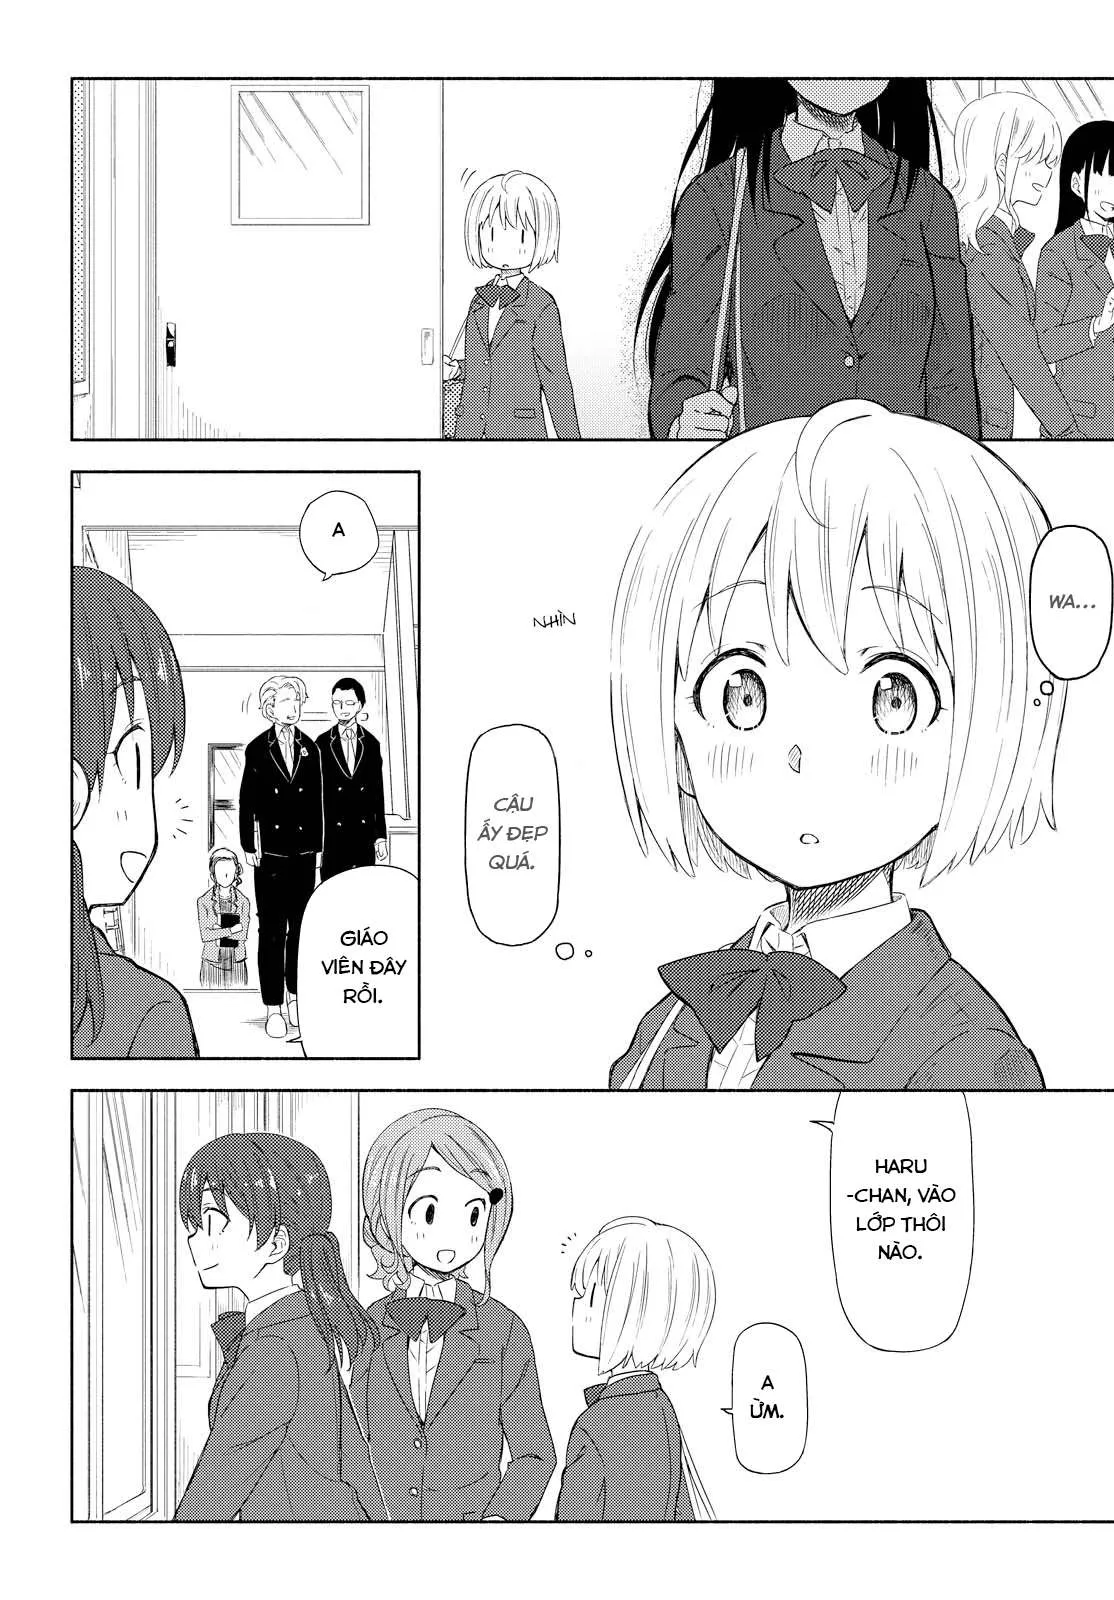 WA...
NHÌN
CẬU
ẤY ĐẸP
QUÁ.
A
GIÁO
VIÊN ĐÂY
RỒI.
HARU
-CHAN, VÀO
LỚP THÔI
NÀO.
A
ỪM.